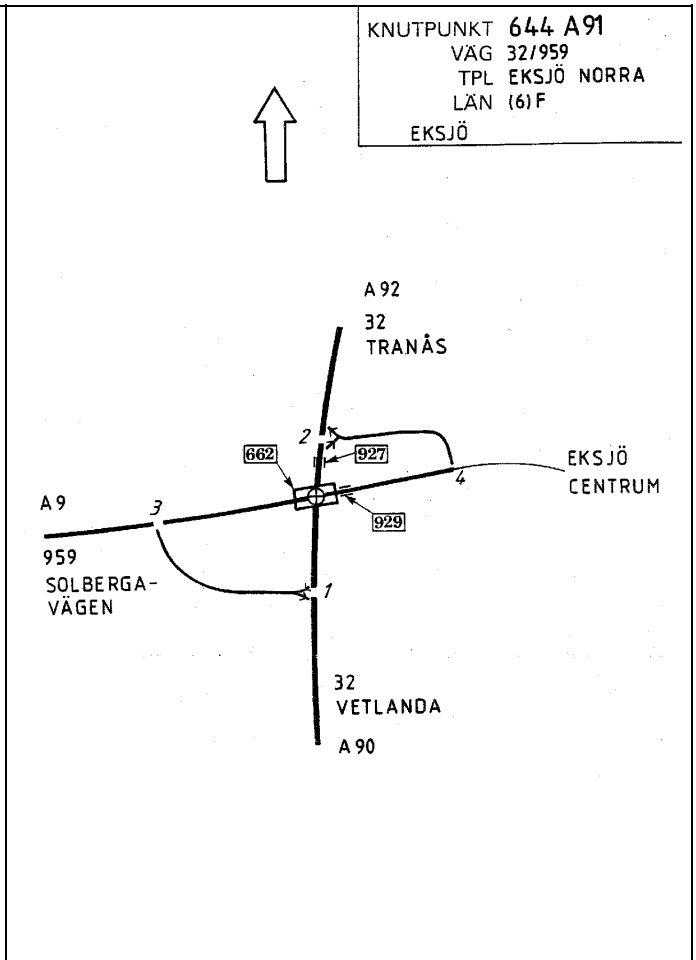 KNUTPUNKT 644 A91
VÄG 32/959
TPL EKSJÖ NORRA
LÄN (6) F
EKSJÖ
A 92
32
TRANÅS
2
662
927
4
EKSJÖ
CENTRUM
A 9
3
929
959
SOLBERGA-
VÄGEN
1
32
VETLANDA
A 90